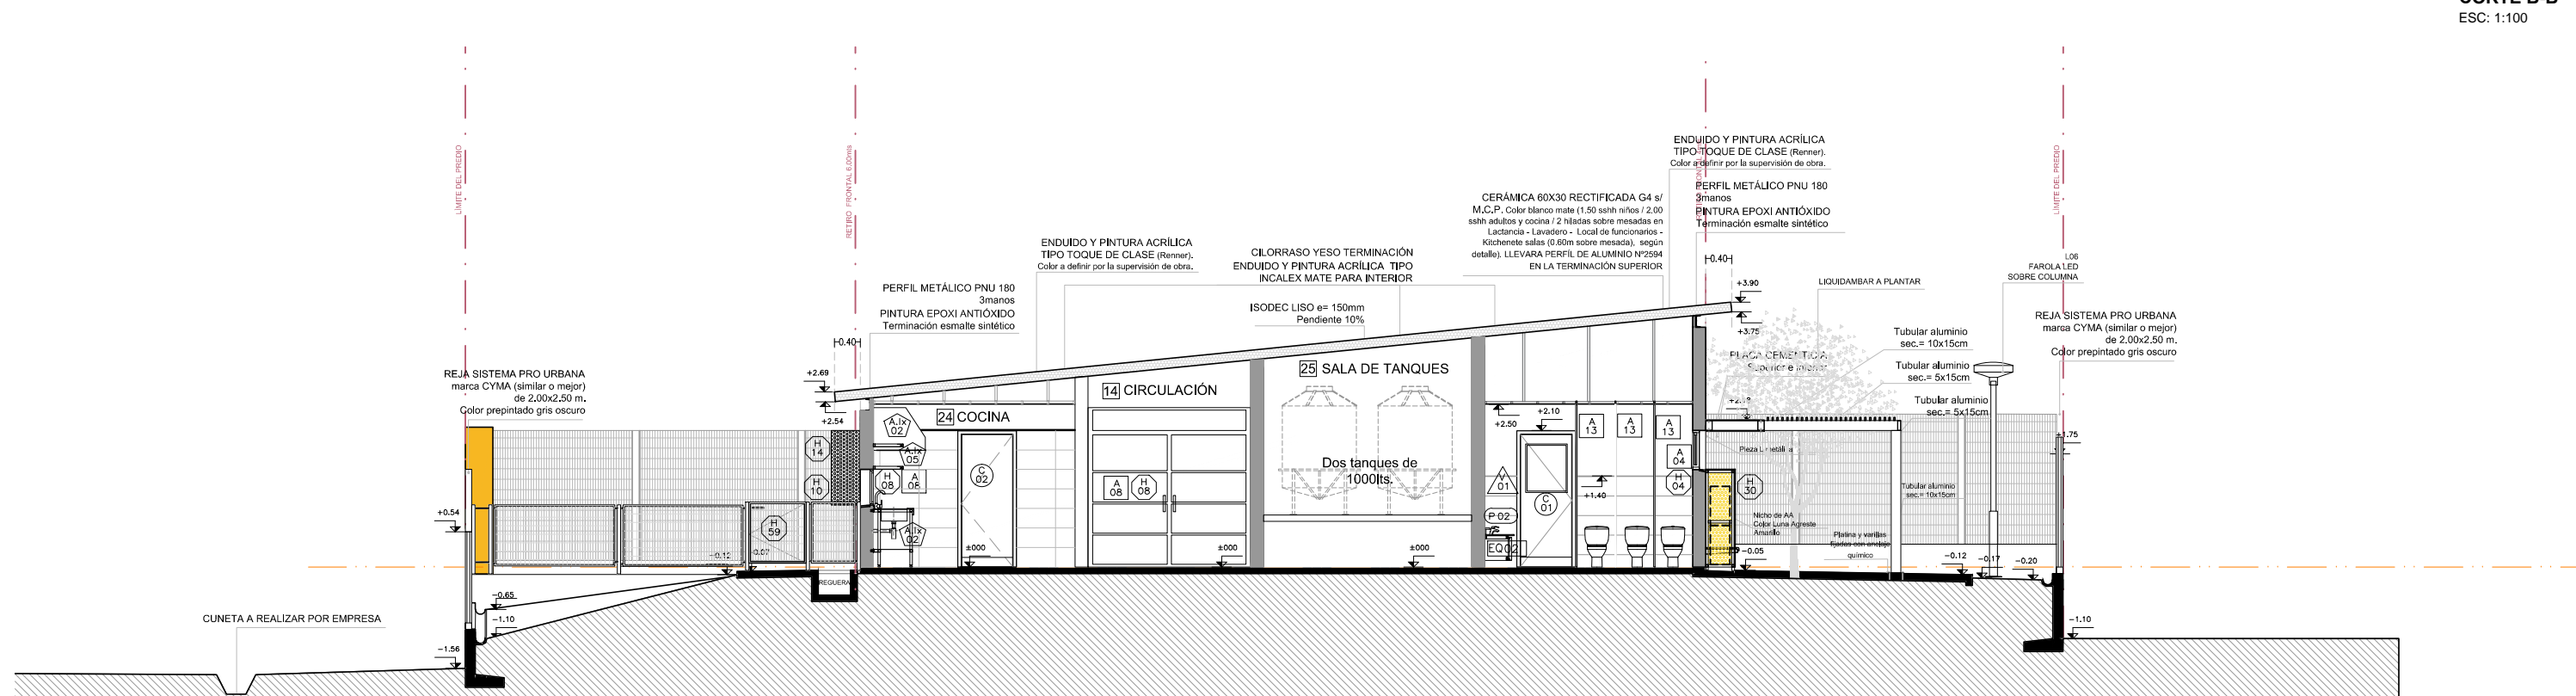 ESC: 1:100
LÍMITE DEL PREDIO
RETIRO FRONTAL 6.00mts
LÍMITE DEL PREDIO
ENDUIDO Y PINTURA ACRÍLICA
TIPO TOQUE DE CLASE (Renner).
Color a definir por la supervisión de obra.
PERFIL METÁLICO PNU 180
3manos
PINTURA EPOXI ANTIÓXIDO
Terminación esmalte sintético
CERÁMICA 60X30 RECTIFICADA G4 s/
M.C.P. Color blanco mate (1,50 sshh niños / 2,00
sshh adultos y cocina / 2 hiladas sobre mesadas en
Lactancia - Lavadero - Local de funcionarios -
Kitchenete salas (0.60m sobre mesada), según
detalle). LLEVARA PERFÍL DE ALUMINIO Nº2594
EN LA TERMINACIÓN SUPERIOR
ENDUIDO Y PINTURA ACRÍLICA
TIPO TOQUE DE CLASE (Renner).
Color a definir por la supervisión de obra.
CILORRASO YESO TERMINACIÓN
ENDUIDO Y PINTURA ACRÍLICA TIPO
INCALEX MATE PARA INTERIOR
PERFIL METÁLICO PNU 180
3manos
PINTURA EPOXI ANTIÓXIDO
Terminación esmalte sintético
ISODEC LISO e= 150mm
Pendiente 10%
0.40
L06
FAROLA LED
SOBRE COLUMNA
LIQUIDAMBAR A PLANTAR
+3.90
+3.75
REJA SISTEMA PRO URBANA
marca CYMA (similar o mejor)
de 2.00x2.50 m.
Color prepintado gris oscuro
Tubular aluminio
sec.= 10x15cm
Tubular aluminio
sec.= 5x15cm
Tubular aluminio
sec.= 5x15cm
PLACA CEMENTICIA
Superior e inferior
0.40
REJA SISTEMA PRO URBANA
marca CYMA (similar o mejor)
de 2.00x2.50 m.
Color prepintado gris oscuro
+2.69
+2.54
24 COCINA
14 CIRCULACIÓN
25 SALA DE TANQUES
Dos tanques de
1000lts.
+2.10
+2.50
+1.40
A 13
A 13
A 13
A 04
H 04
H 30
H 14
H 10
A.Ix 02
A.Ix 05
H 08
A 08
A.Ix 02
C 02
A 08
H 08
V 01
P 02
EQ02
C 01
H 59
+1.75
Tubular aluminio
sec.= 10x15cm
Nicho de AA
Color Luna Agreste
Amarillo
Platina y varillas
fijadas con anclaje
químico
+0.54
-0.12
-0.07
±000
±000
±000
-0.05
-0.12
-0.17
-0.20
REGUERA
-0.65
-1.10
-1.56
-1.10
CUNETA A REALIZAR POR EMPRESA